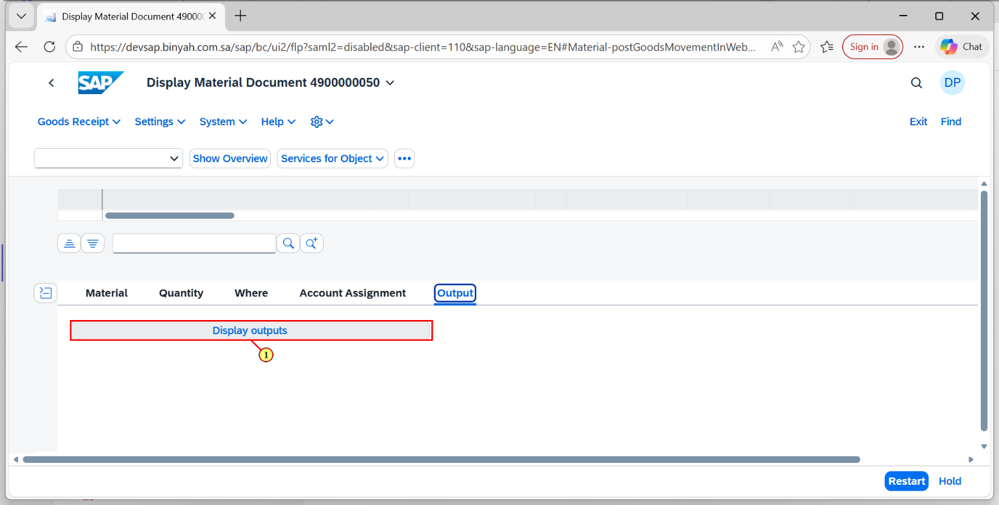 Display Material Document 49000
https://devsap.binyah.com.sa/sap/bc/ui2/flp?saml2=disabled&sap-client=110&sap-language=EN#Material-postGoodsMovementInWeb...
Sign in
Chat
SAP
Display Material Document 4900000050
DP
Goods Receipt
Settings
System
Help
Exit
Find
Show Overview
Services for Object
Material
Quantity
Where
Account Assignment
Output
Display outputs
1
Restart
Hold